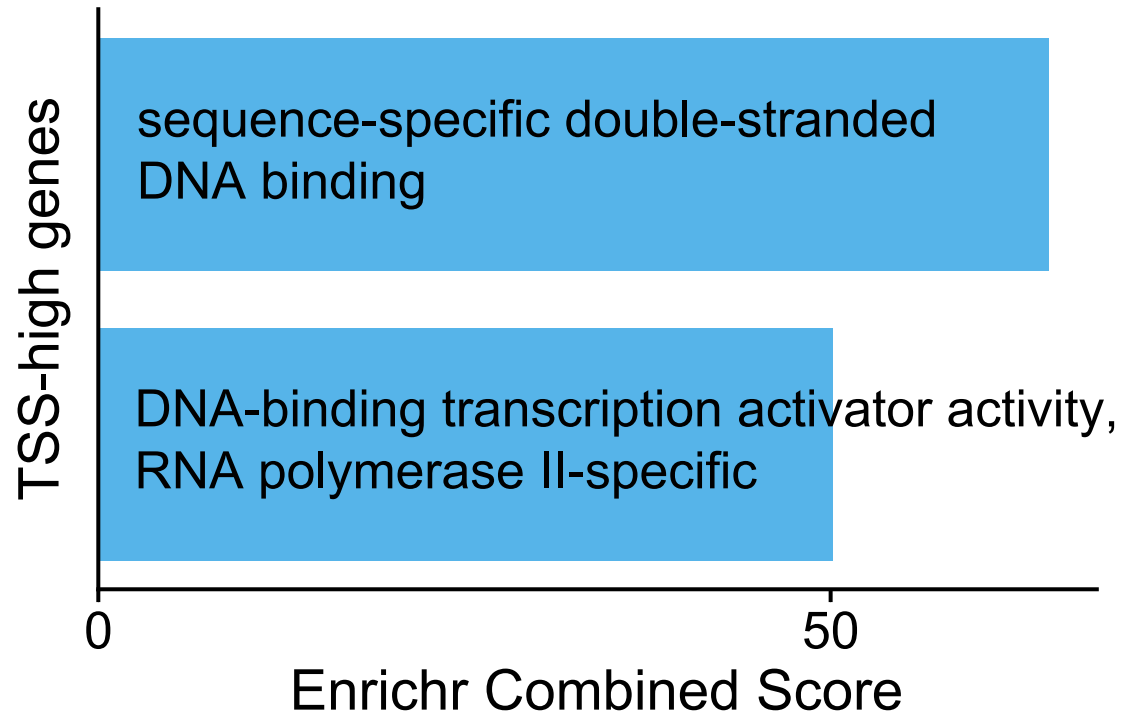 TSS-high genes
sequence-specific double-stranded
DNA binding
DNA-binding transcription activator activity,
RNA polymerase II-specific
0
50
Enrichr Combined Score